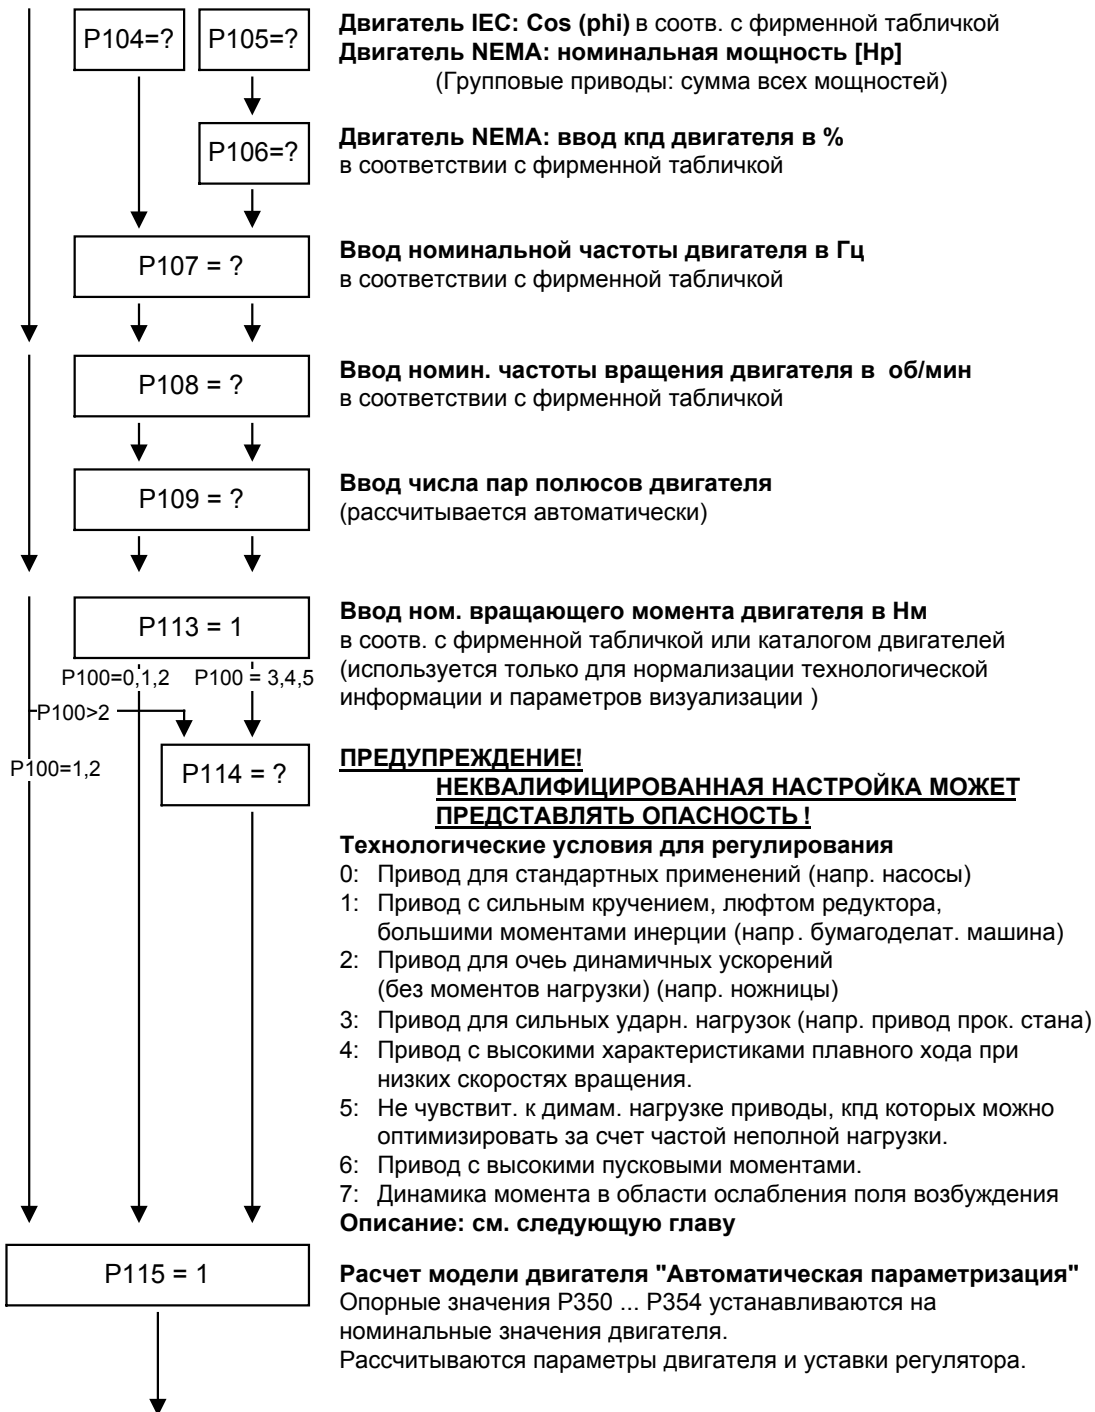 P104=?
P105=?
Двигатель IEC: Cos (phi) в соотв. с фирменной табличкой
Двигатель NEMA: номинальная мощность [Hp]
(Групповые приводы: сумма всех мощностей)
P106=?
Двигатель NEMA: ввод кпд двигателя в %
в соответствии с фирменной табличкой
P107 = ?
Ввод номинальной частоты двигателя в Гц
в соответствии с фирменной табличкой
P108 = ?
Ввод номин. частоты вращения двигателя в об/мин
в соответствии с фирменной табличкой
P109 = ?
Ввод числа пар полюсов двигателя
(рассчитывается автоматически)
P113 = 1
Ввод ном. вращающего момента двигателя в Нм
в соотв. с фирменной табличкой или каталогом двигателей
(используется только для нормализации технологической
информации и параметров визуализации )
P100=0,1,2
P100 = 3,4,5
P100>2
P100=1,2
P114 = ?
ПРЕДУПРЕЖДЕНИЕ!
НЕКВАЛИФИЦИРОВАННАЯ НАСТРОЙКА МОЖЕТ
ПРЕДСТАВЛЯТЬ ОПАСНОСТЬ !
Технологические условия для регулирования
0: Привод для стандартных применений (напр. насосы)
1: Привод с сильным кручением, люфтом редуктора,
большими моментами инерции (напр. бумагоделат. машина)
2: Привод для очеь динамичных ускорений
(без моментов нагрузки) (напр. ножницы)
3: Привод для сильных ударн. нагрузок (напр. привод прок. стана)
4: Привод с высокими характеристиками плавного хода при
низких скоростях вращения.
5: Не чувствит. к димам. нагрузке приводы, кпд которых можно
оптимизировать за счет частой неполной нагрузки.
6: Привод с высокими пусковыми моментами.
7: Динамика момента в области ослабления поля возбуждения
Описание: см. следующую главу
P115 = 1
Расчет модели двигателя "Автоматическая параметризация"
Опорные значения P350 ... P354 устанавливаются на
номинальные значения двигателя.
Рассчитываются параметры двигателя и уставки регулятора.